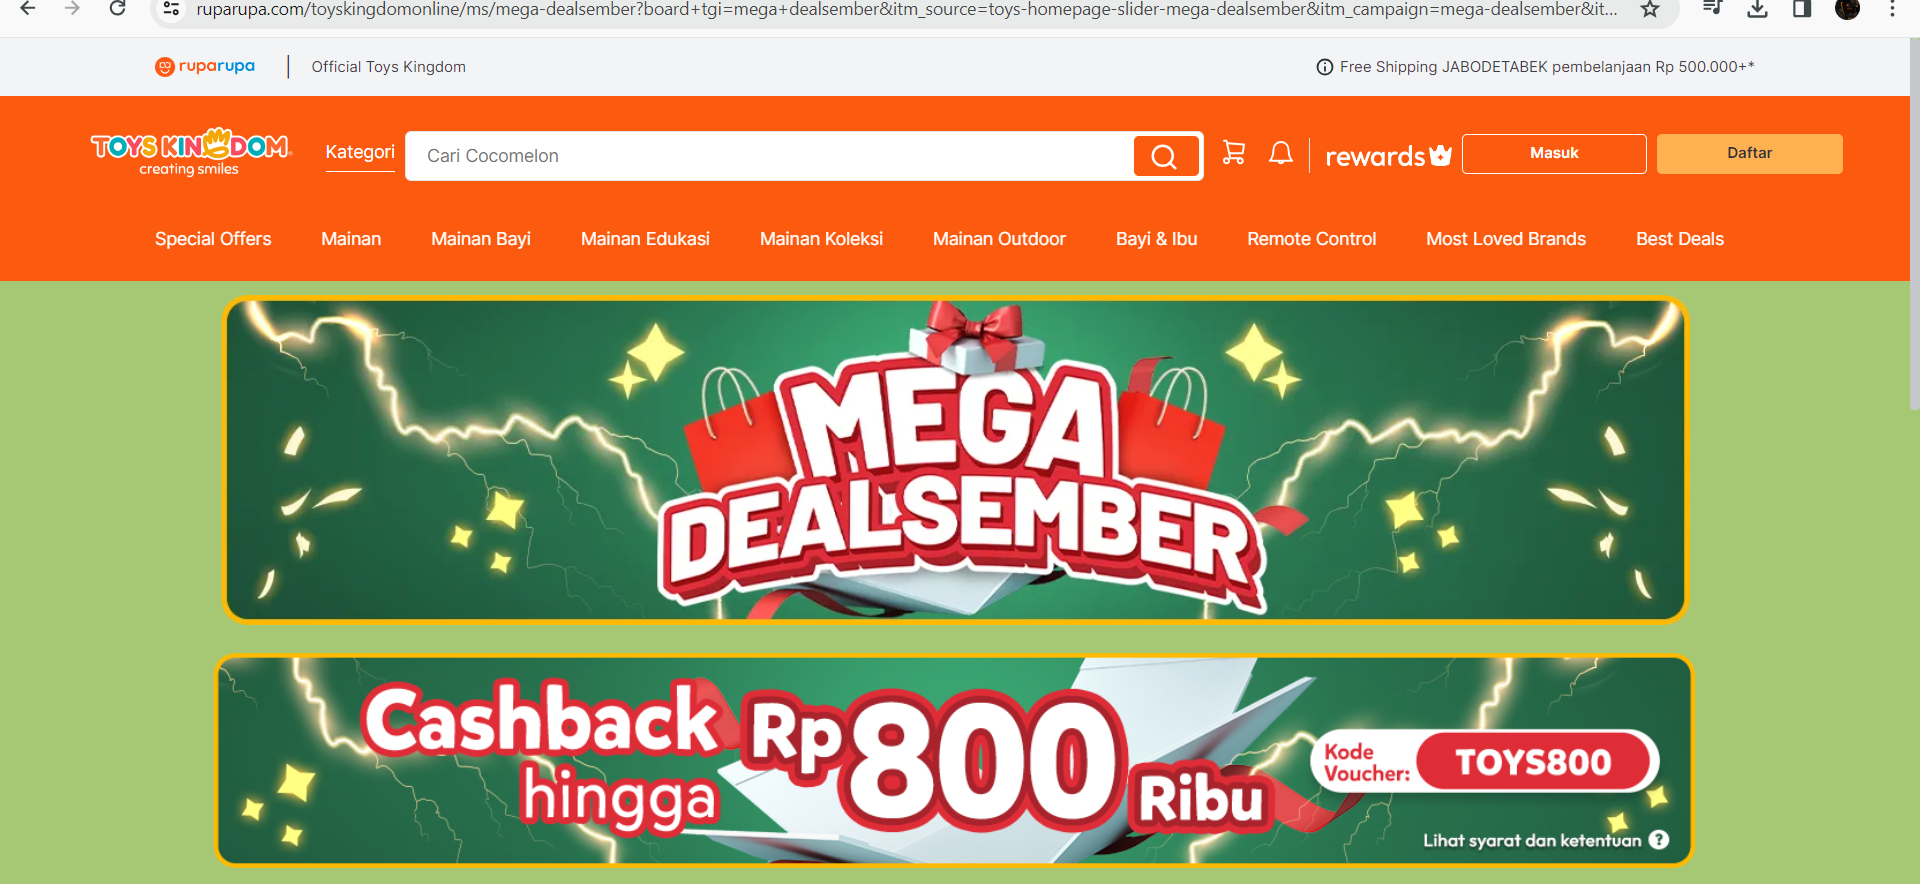 ruparupa.com/toyskingdomonline/ms/mega-dealsember?board+tgi=mega+dealsember&itm_source=toys-homepage-slider-mega-dealsember&itm_campaign=mega-dealsember&it...
ruparupa
Official Toys Kingdom
Free Shipping JABODETABEK pembelanjaan Rp 500.000+*
TOYS KINGDOM
creating smiles
Kategori
Cari Cocomelon
rewards
Masuk
Daftar
Special Offers
Mainan
Mainan Bayi
Mainan Edukasi
Mainan Koleksi
Mainan Outdoor
Bayi & Ibu
Remote Control
Most Loved Brands
Best Deals
MEGA
DEALSEMBER
Cashback
hingga
Rp800
Ribu
Kode
Voucher:
TOYS800
Lihat syarat dan ketentuan ?